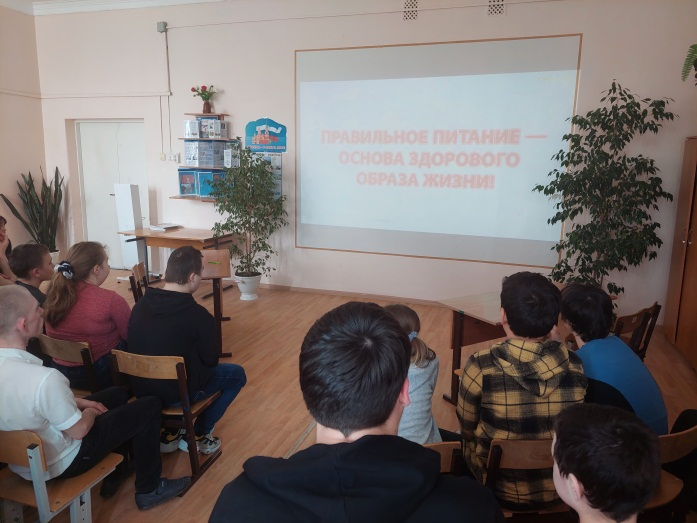 ПРАВИЛЬНОЕ ПИТАНИЕ —
ОСНОВА ЗДОРОВОГО
ОБРАЗА ЖИЗНИ!